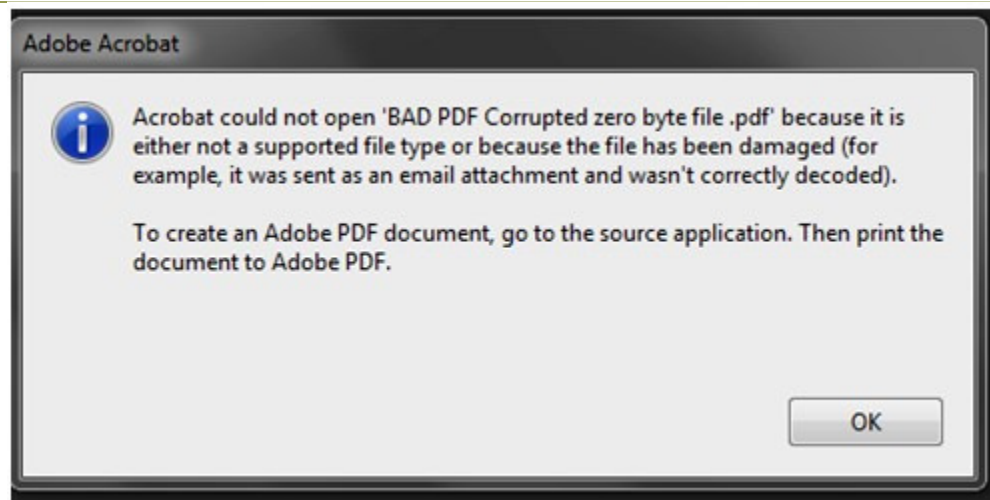 Adobe Acrobat
Acrobat could not open 'BAD PDF Corrupted zero byte file .pdf' because it is
either not a supported file type or because the file has been damaged (for
example, it was sent as an email attachment and wasn't correctly decoded).
To create an Adobe PDF document, go to the source application. Then print the
document to Adobe PDF.
OK